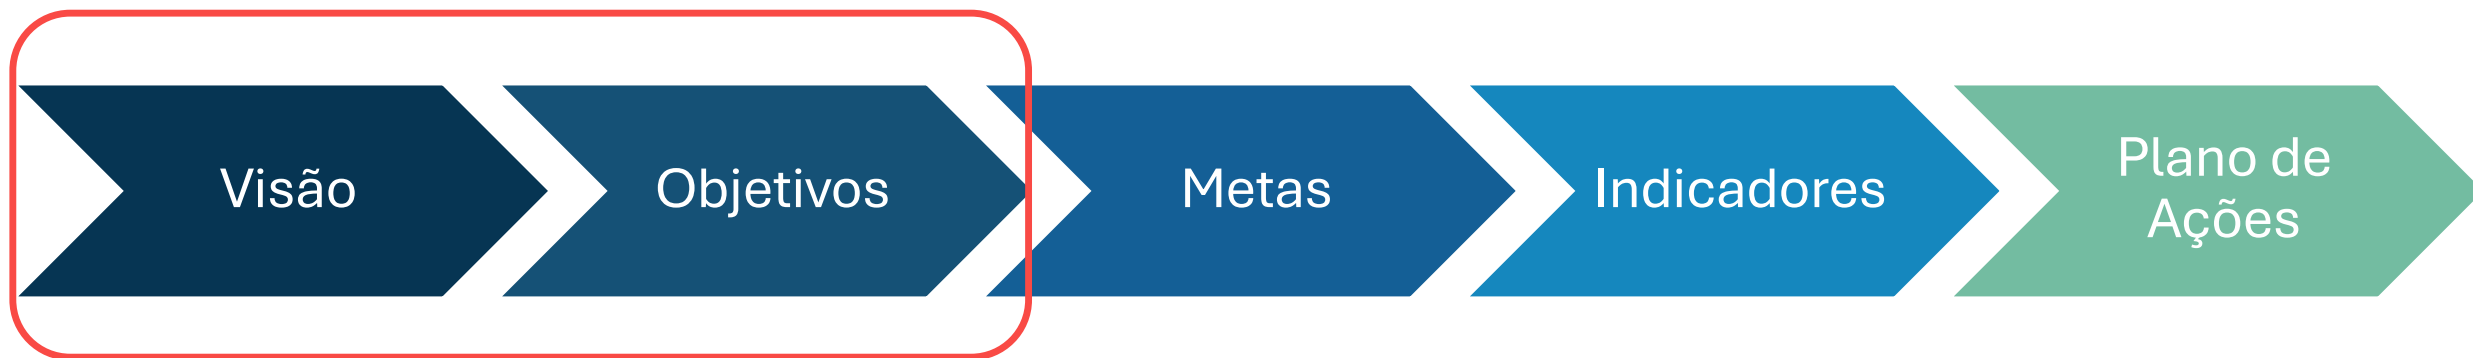 Visão
Objetivos
Metas
Indicadores
Plano de
Ações